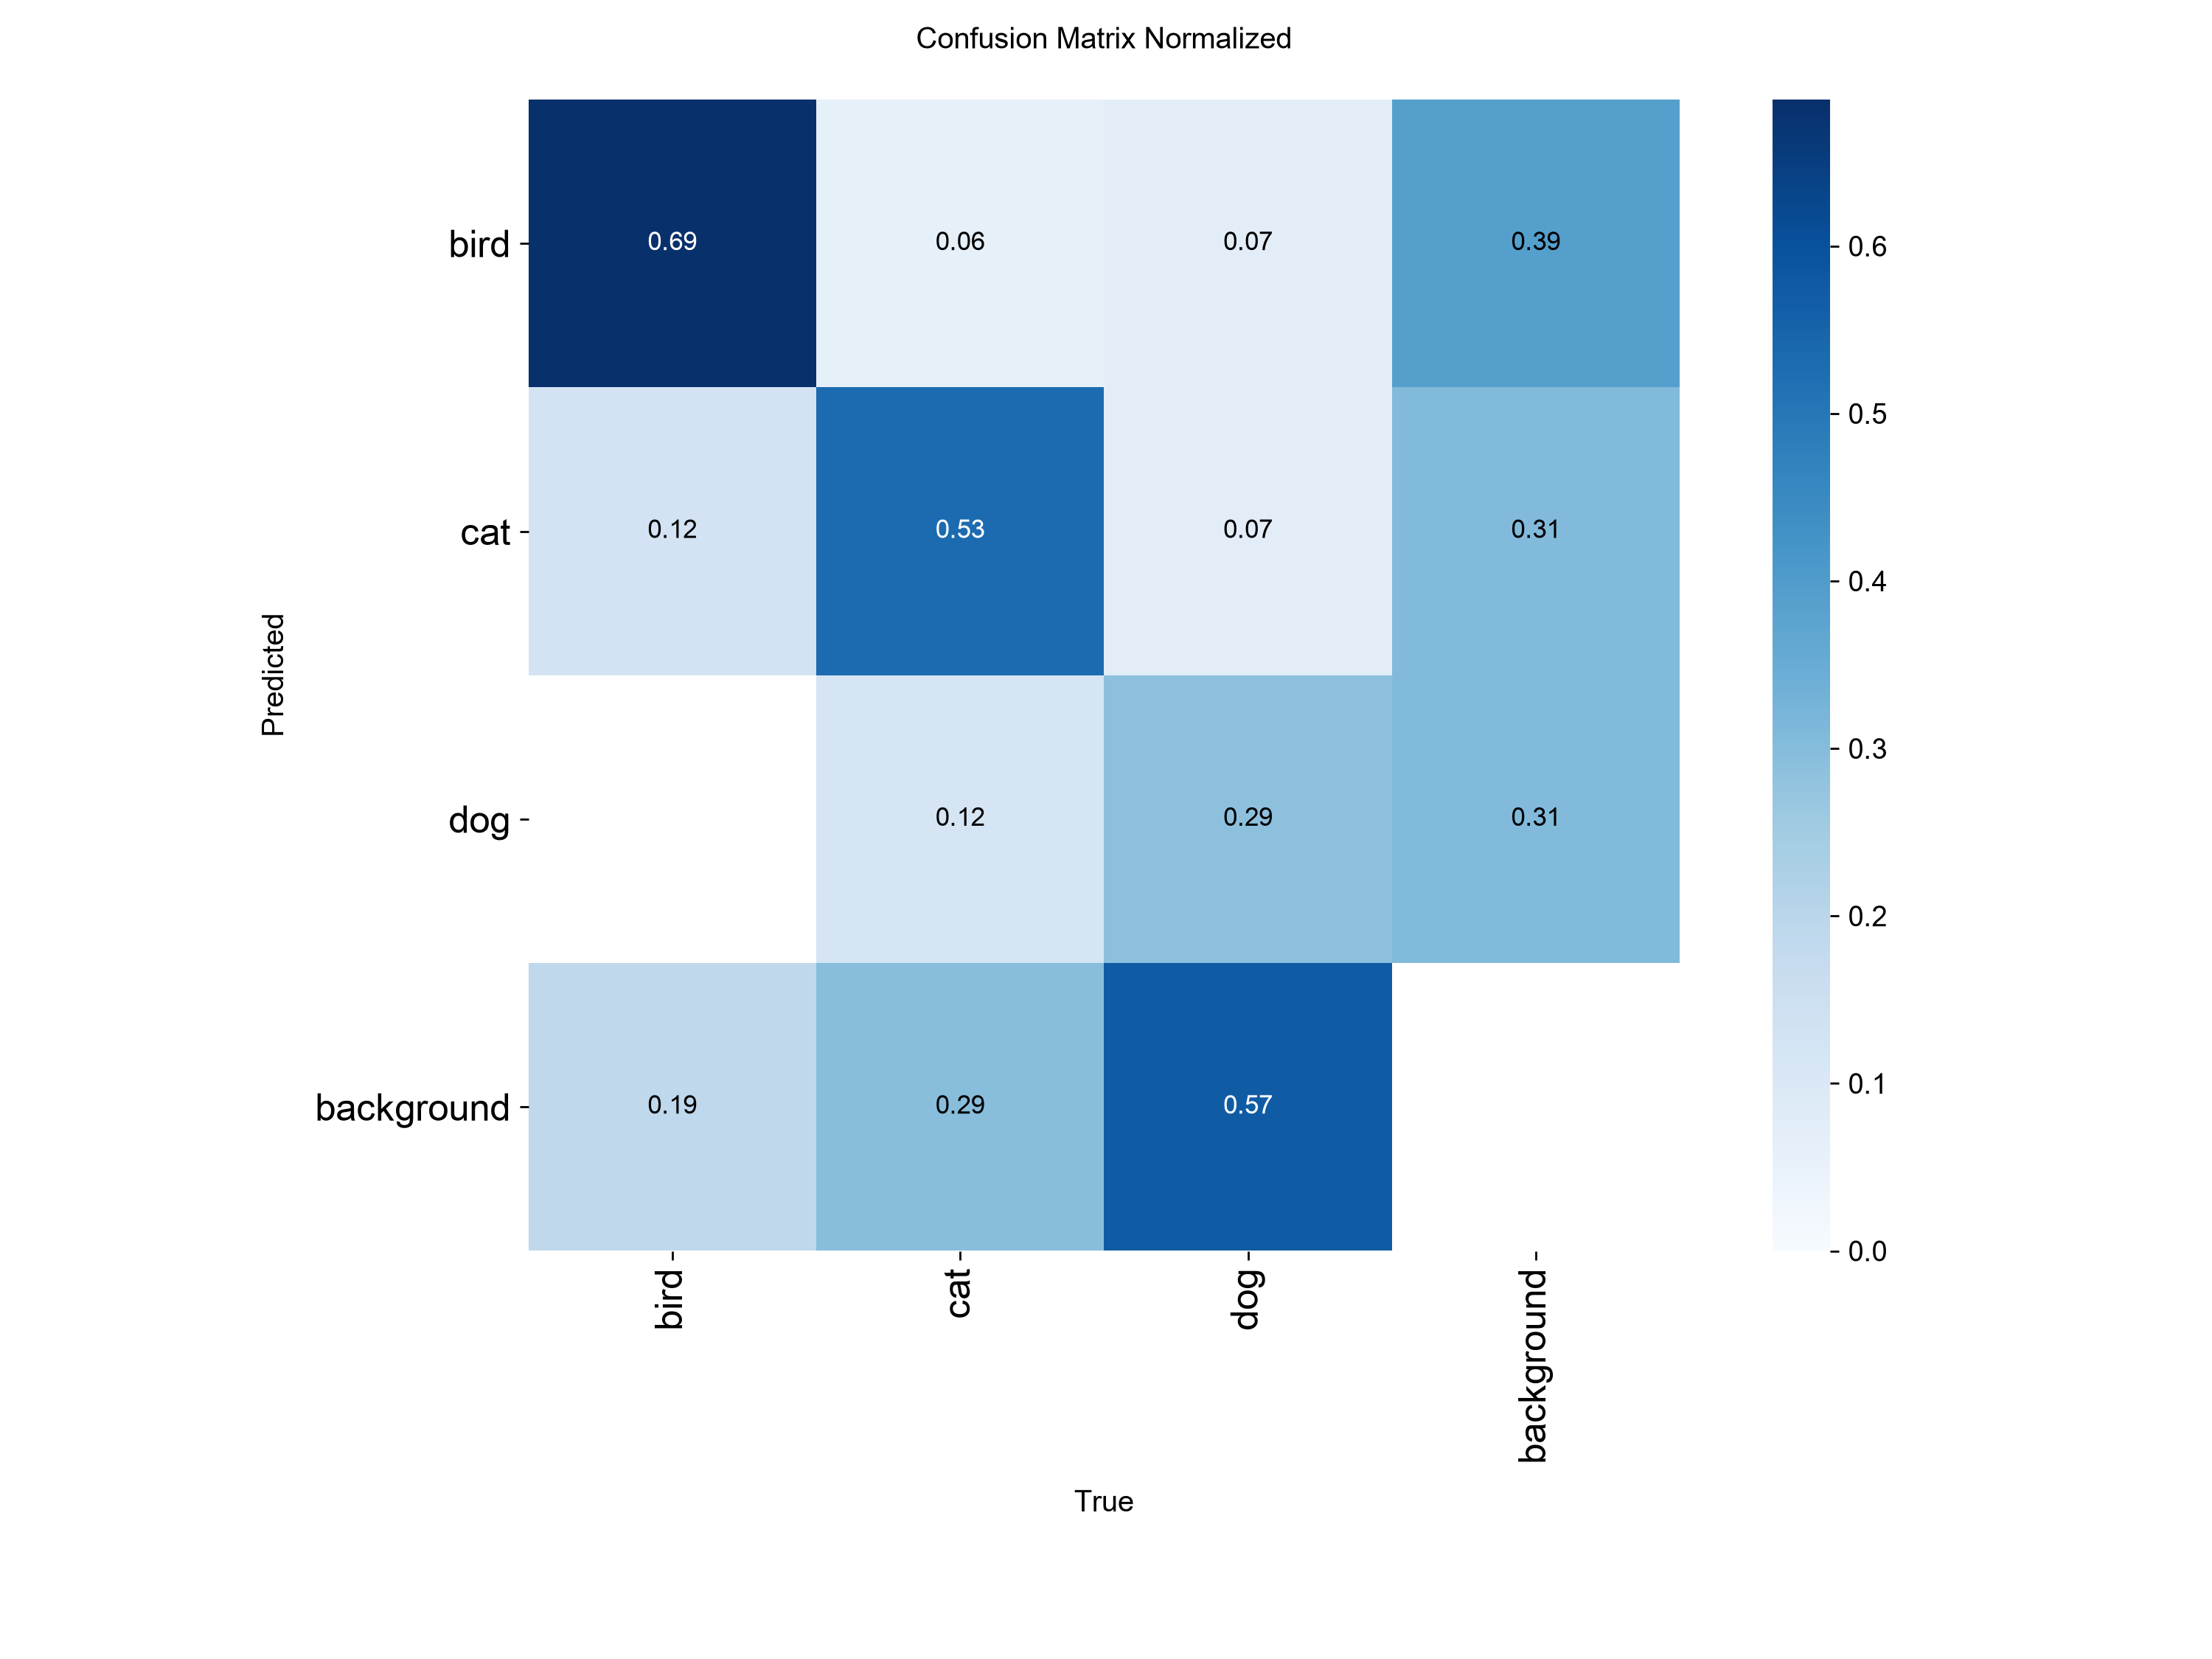 Confusion Matrix Normalized
bird 0.69 0.06 0.07 0.39
cat 0.12 0.53 0.07 0.31
dog 0.12 0.29 0.31
background 0.19 0.29 0.57
bird cat dog background
Predicted
True
0.6
0.5
0.4
0.3
0.2
0.1
0.0